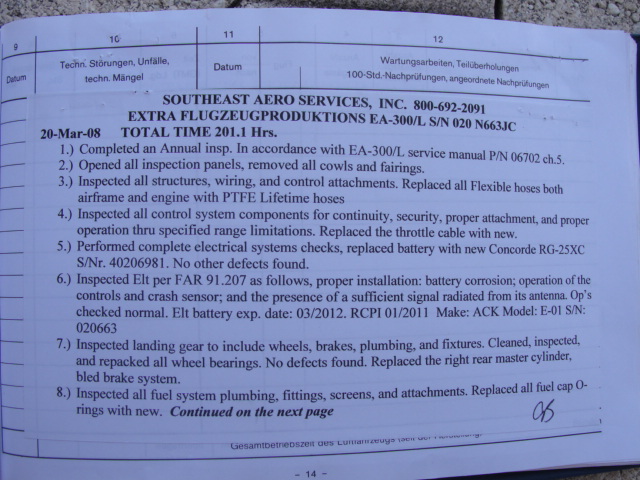 9 10 11 12
Datum Techn. Störungen, Unfälle, techn. Mängel Datum Wartungsarbeiten, Teilüberholungen
100-Std.-Nachprüfungen, angeordnete Nachprüfungen
SOUTHEAST AERO SERVICES, INC. 800-692-2091
EXTRA FLUGZEUGPRODUKTIONS EA-300/L S/N 020 N663JC
20-Mar-08 TOTAL TIME 201.1 Hrs.
1.) Completed an Annual insp. In accordance with EA-300/L service manual P/N 06702 ch.5.
2.) Opened all inspection panels, removed all cowls and fairings.
3.) Inspected all structures, wiring, and control attachments. Replaced all Flexible hoses both
airframe and engine with PTFE Lifetime hoses
4.) Inspected all control system components for continuity, security, proper attachment, and proper
operation thru specified range limitations. Replaced the throttle cable with new.
5.) Performed complete electrical systems checks, replaced battery with new Concorde RG-25XC
S/Nr. 40206981. No other defects found.
6.) Inspected Elt per FAR 91.207 as follows, proper installation: battery corrosion; operation of the
controls and crash sensor; and the presence of a sufficient signal radiated from its antenna. Op's
checked normal. Elt battery exp. date: 03/2012. RCPI 01/2011 Make: ACK Model: E-01 S/N:
020663
7.) Inspected landing gear to include wheels, brakes, plumbing, and fixtures. Cleaned, inspected,
and repacked all wheel bearings. No defects found. Replaced the right rear master cylinder,
bled brake system.
8.) Inspected all fuel system plumbing, fittings, screens, and attachments. Replaced all fuel cap O-
rings with new. Continued on the next page
Gesamtbetriebszeit des Luftfahrzeugs (seit der Herstellung)
- 14 -